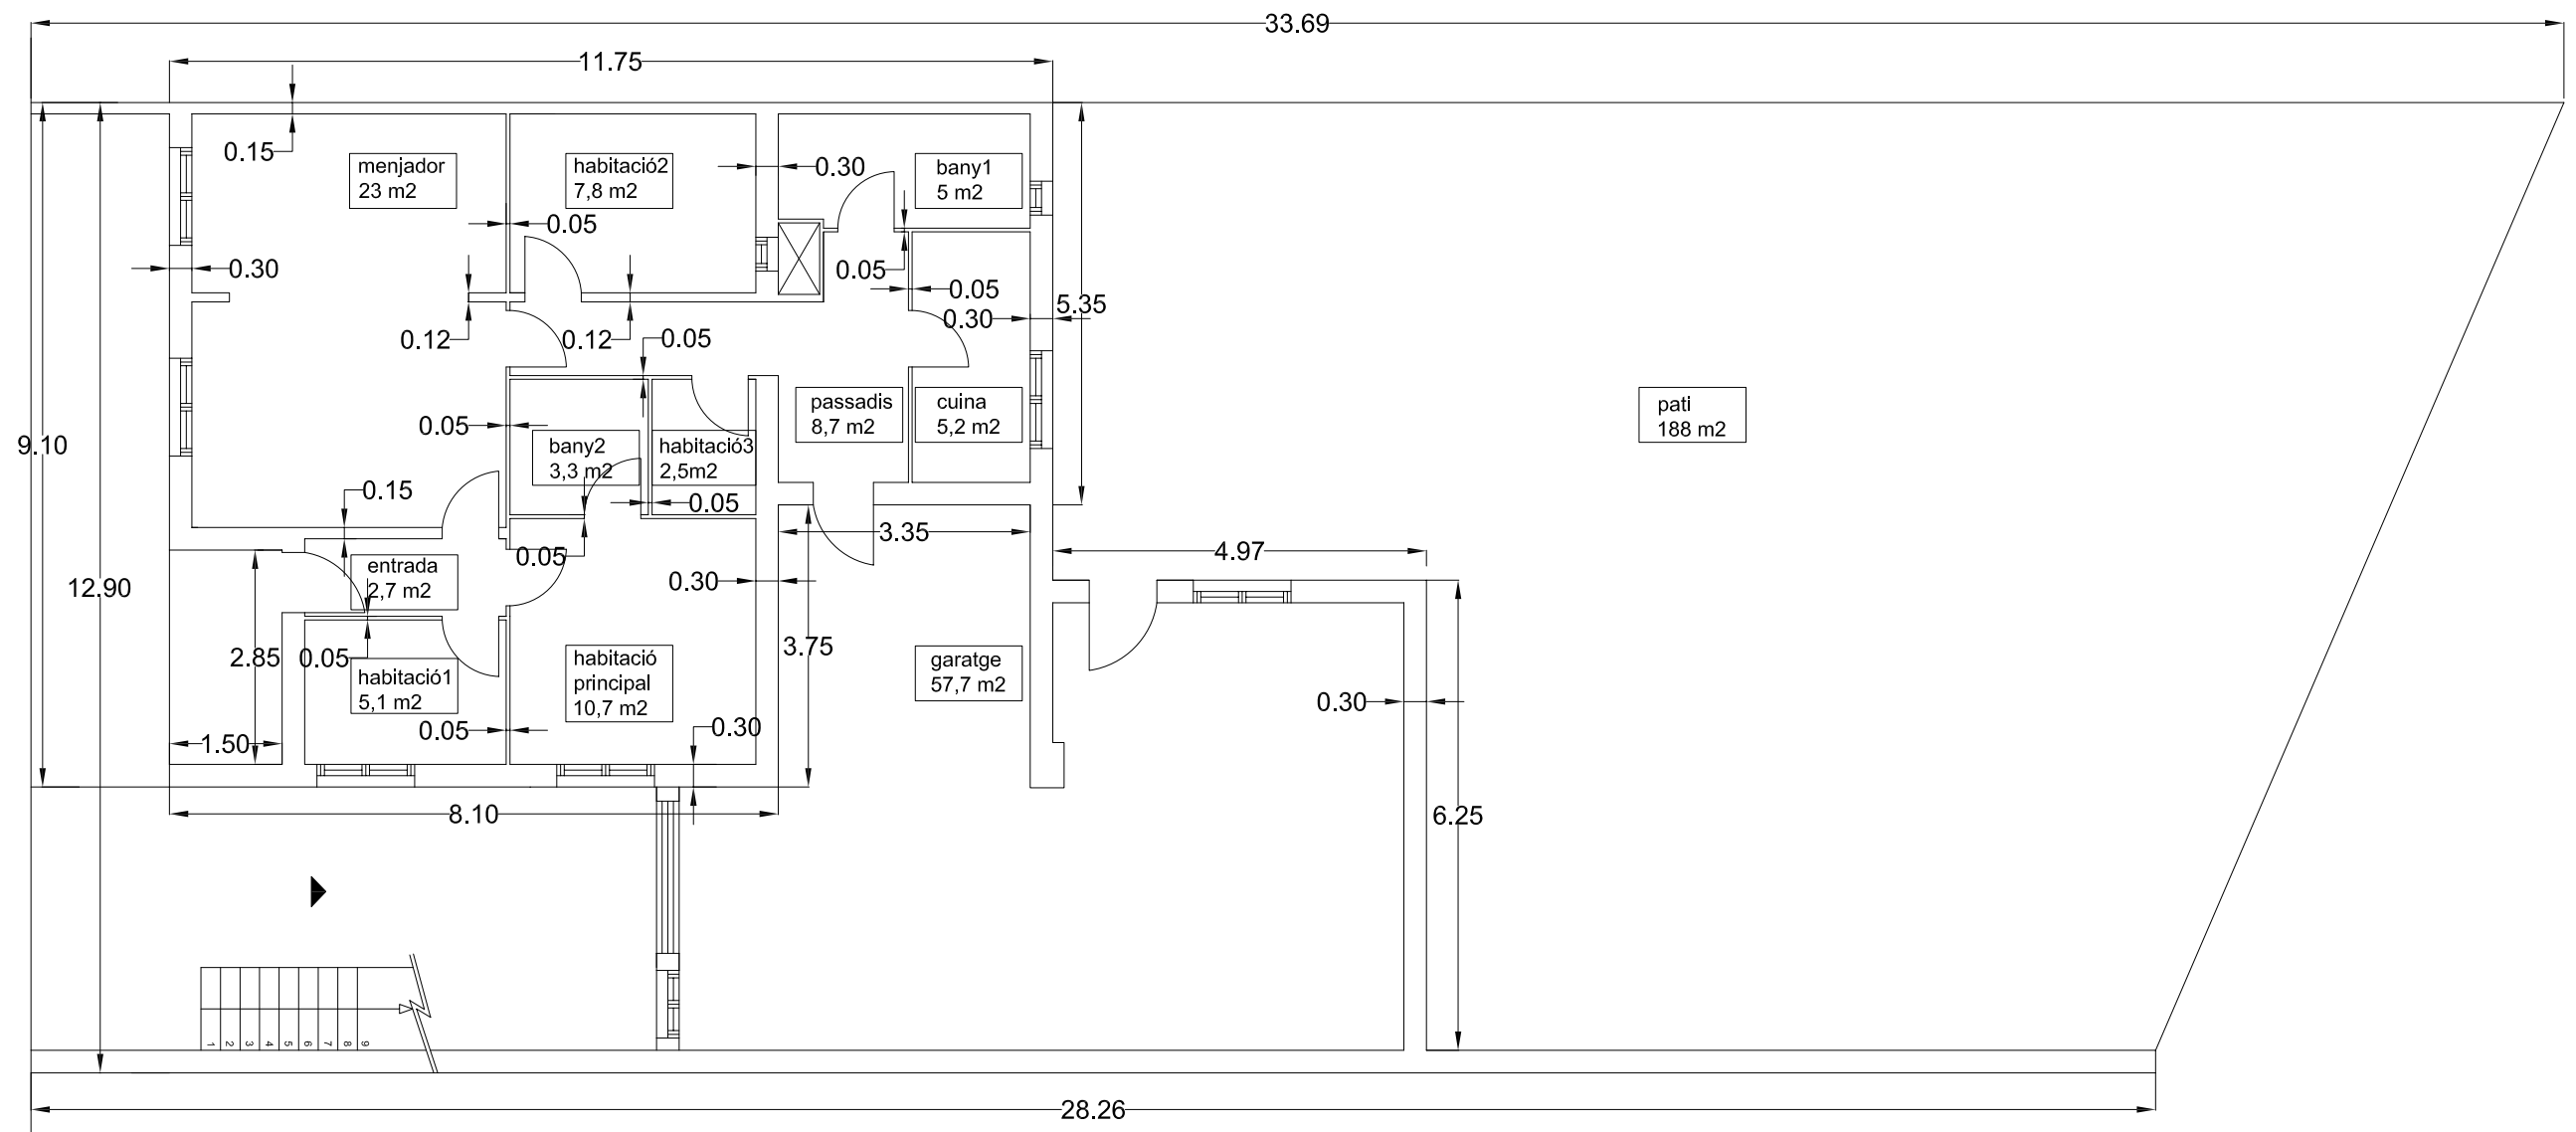 33.69
11.75
0.15
menjador
23 m2
habitació2
7,8 m2
0.30
bany1
5 m2
0.05
0.30
0.05
0.05
0.30
5.35
0.12
0.12
0.05
9.10
0.05
bany2
3,3 m2
habitació3
2,5m2
passadis
8,7 m2
cuina
5,2 m2
pati
188 m2
0.15
0.05
3.35
0.05
4.97
12.90
entrada
2,7 m2
0.30
2.85
0.05
habitació1
5,1 m2
habitació
principal
10,7 m2
3.75
garatge
57,7 m2
0.30
1.50
0.05
0.30
8.10
6.25
1
2
3
4
5
6
7
8
9
28.26